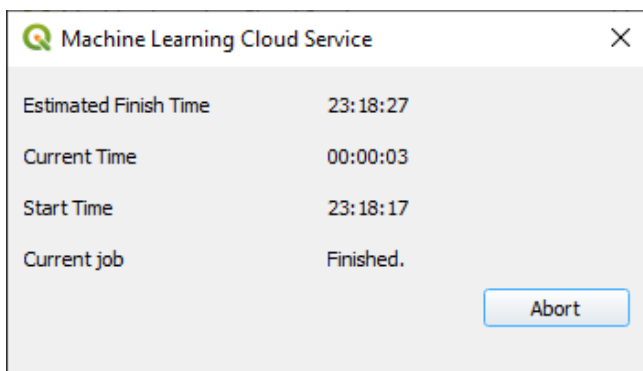 Machine Learning Cloud Service
Estimated Finish Time 23:18:27
Current Time 00:00:03
Start Time 23:18:17
Current job Finished.
Abort